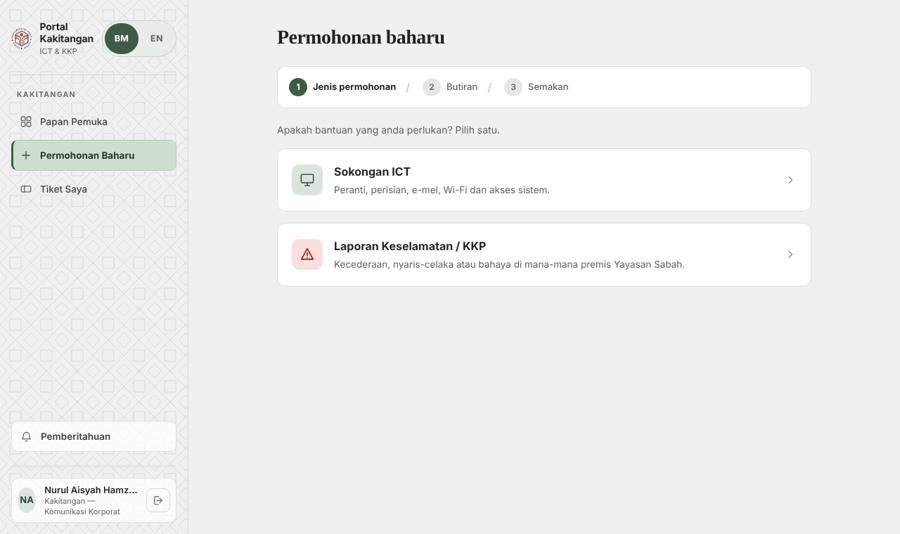 Portal
Kakitangan
ICT & KKP
BM
EN
KAKITANGAN
Papan Pemuka
Permohonan Baharu
Tiket Saya
Pemberitahuan
NA
Nurul Aisyah Hamz...
Kakitangan —
Komunikasi Korporat
Permohonan baharu
1 Jenis permohonan / 2 Butiran / 3 Semakan
Apakah bantuan yang anda perlukan? Pilih satu.
Sokongan ICT
Peranti, perisian, e-mel, Wi-Fi dan akses sistem.
Laporan Keselamatan / KKP
Kecederaan, nyaris-celaka atau bahaya di mana-mana premis Yayasan Sabah.